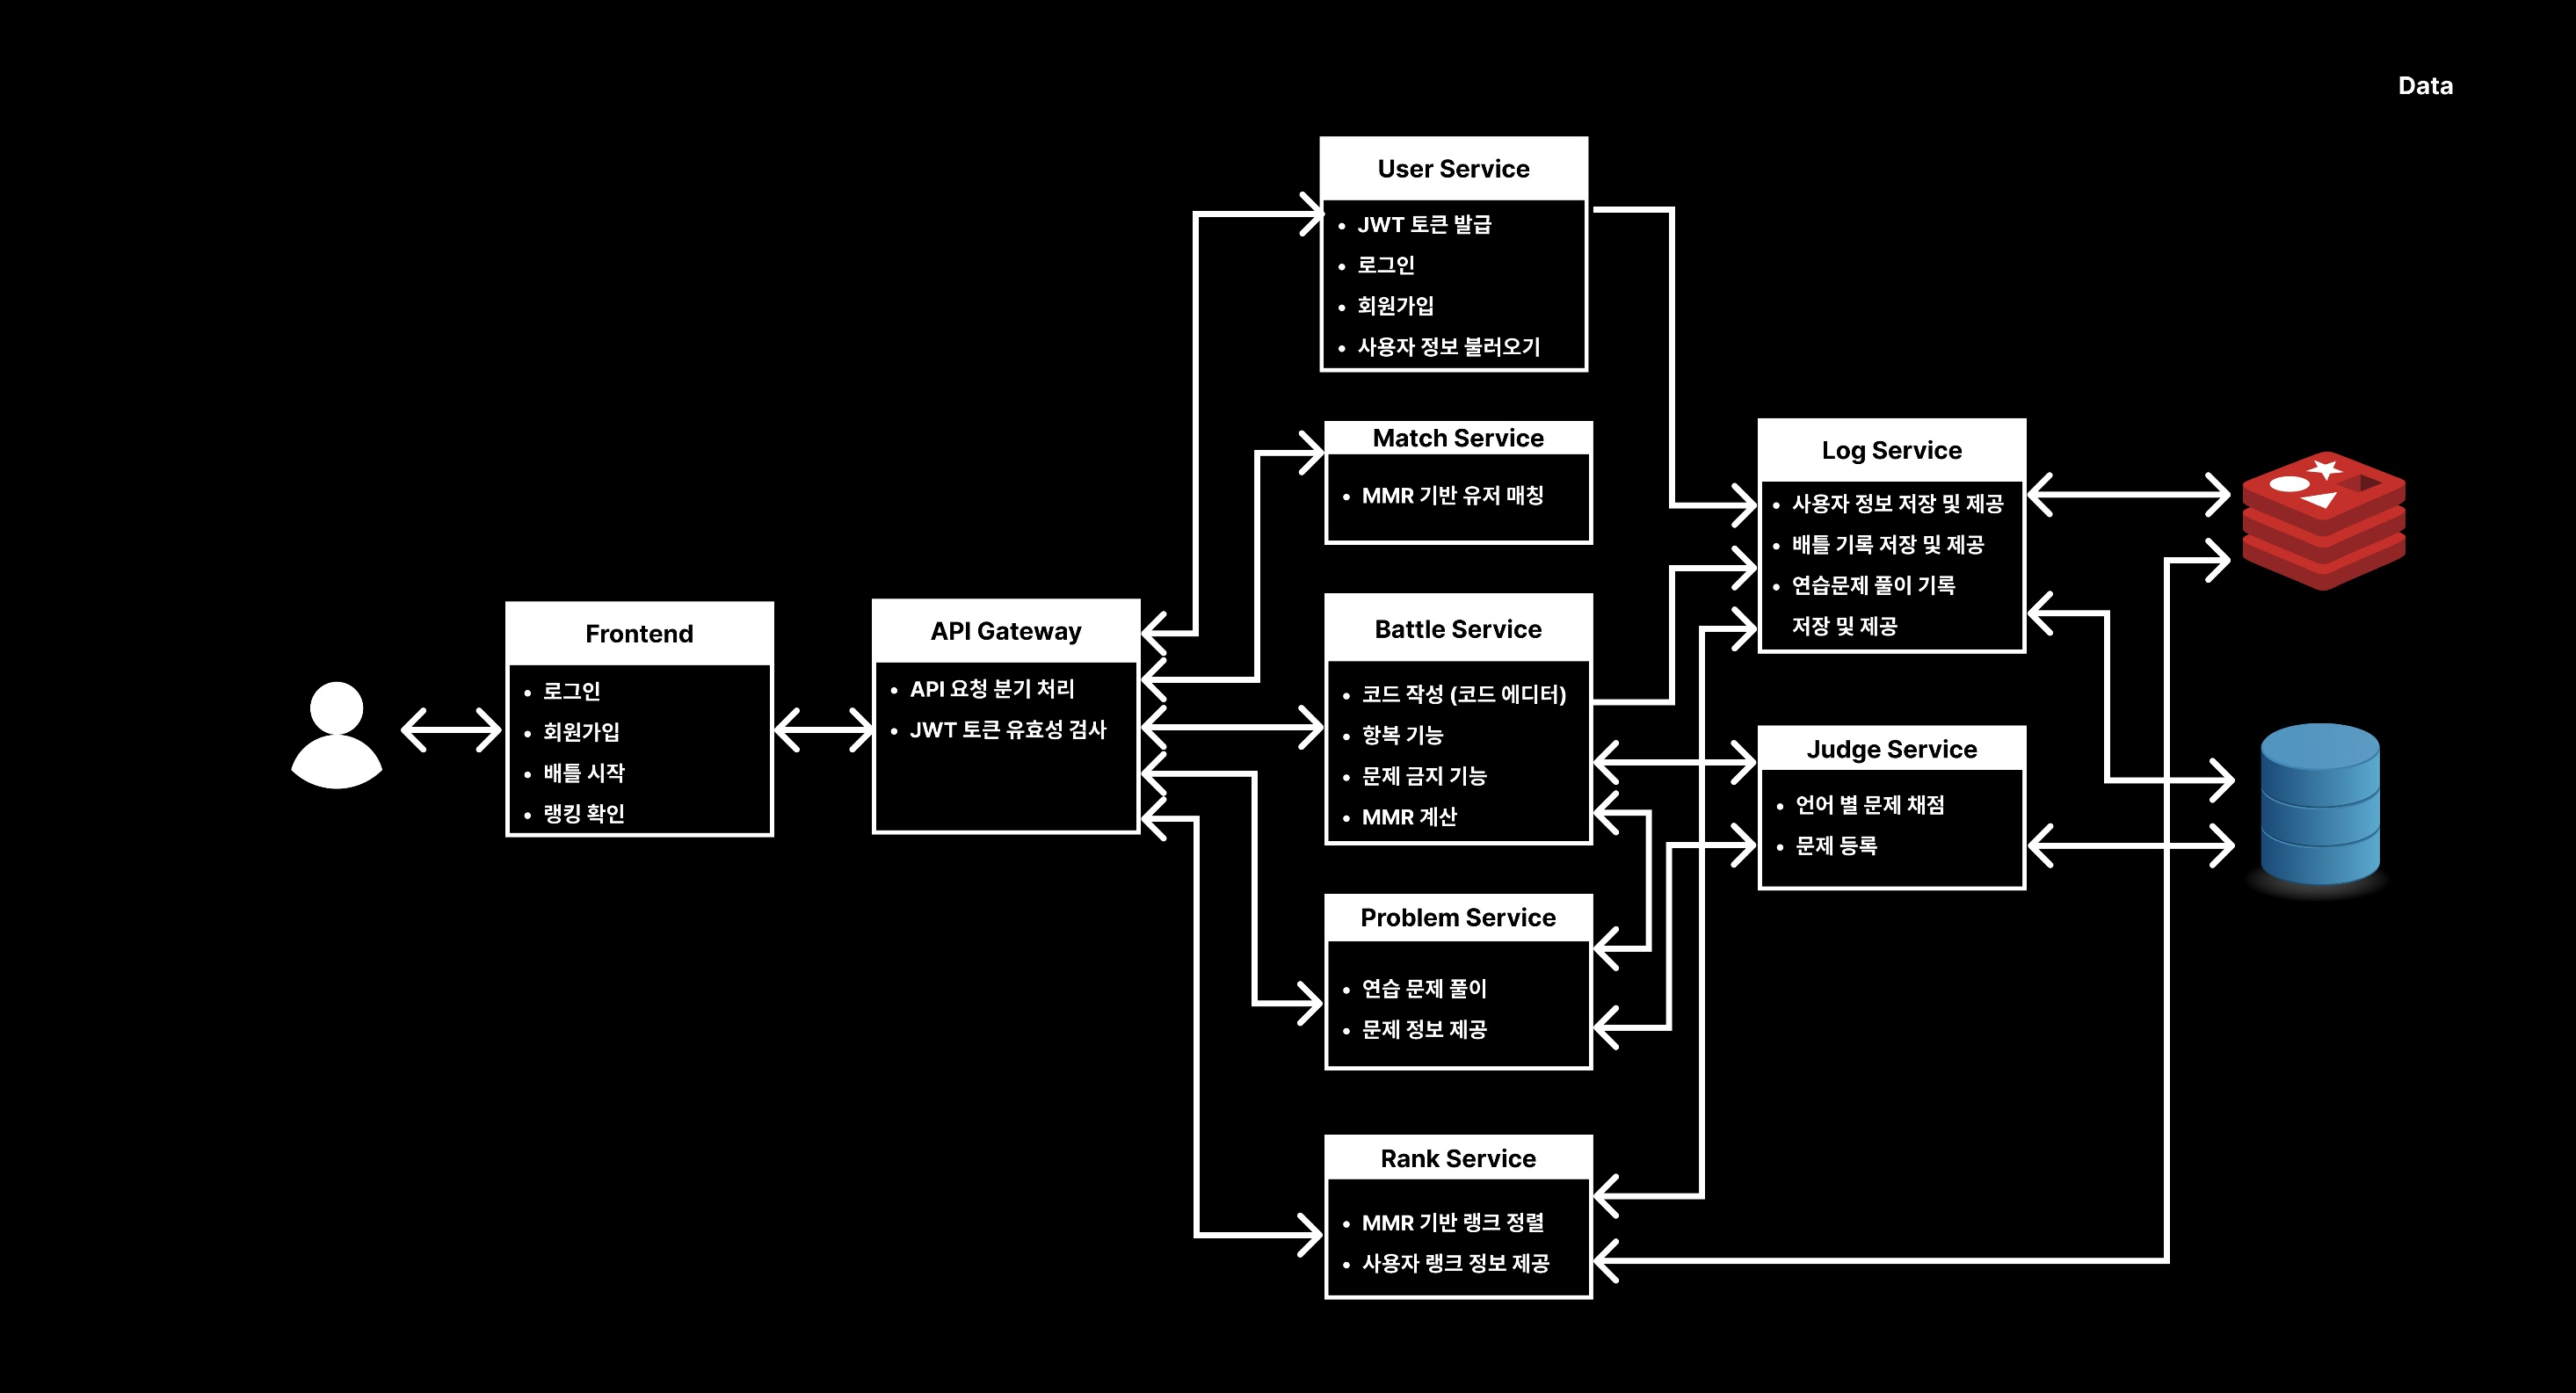 Data
User Service
JWT 토큰 발급
로그인
회원가입
사용자 정보 불러오기
Match Service
MMR 기반 유저 매칭
Log Service
사용자 정보 저장 및 제공
배틀 기록 저장 및 제공
연습문제 풀이 기록
저장 및 제공
Frontend
로그인
회원가입
배틀 시작
랭킹 확인
API Gateway
API 요청 분기 처리
JWT 토큰 유효성 검사
Battle Service
코드 작성 (코드 에디터)
항복 기능
문제 금지 기능
MMR 계산
Judge Service
언어 별 문제 채점
문제 등록
Problem Service
연습 문제 풀이
문제 정보 제공
Rank Service
MMR 기반 랭크 정렬
사용자 랭크 정보 제공